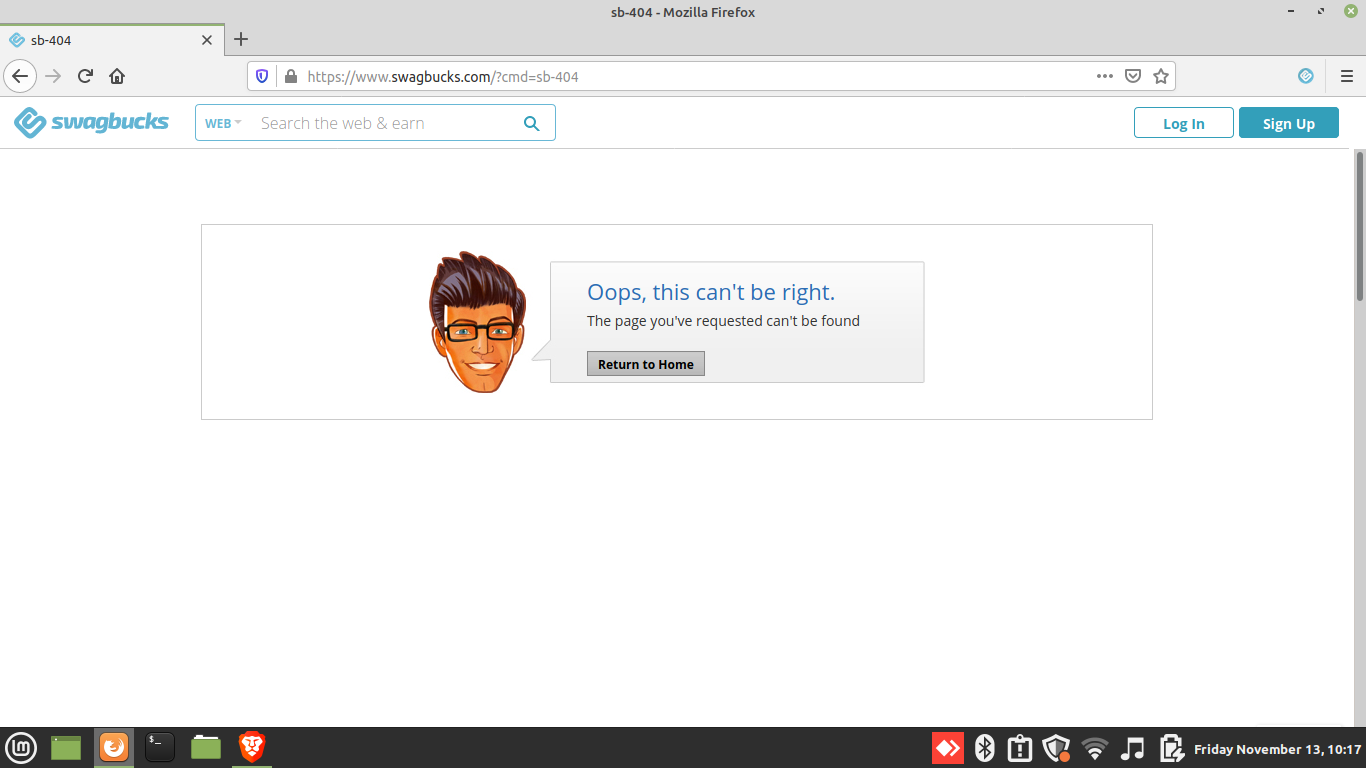 sb-404 - Mozilla Firefox
sb-404
https://www.swagbucks.com/?cmd=sb-404
swagbucks
WEB
Search the web & earn
Log In
Sign Up
Oops, this can't be right.
The page you've requested can't be found
Return to Home
$_
Friday November 13, 10:17